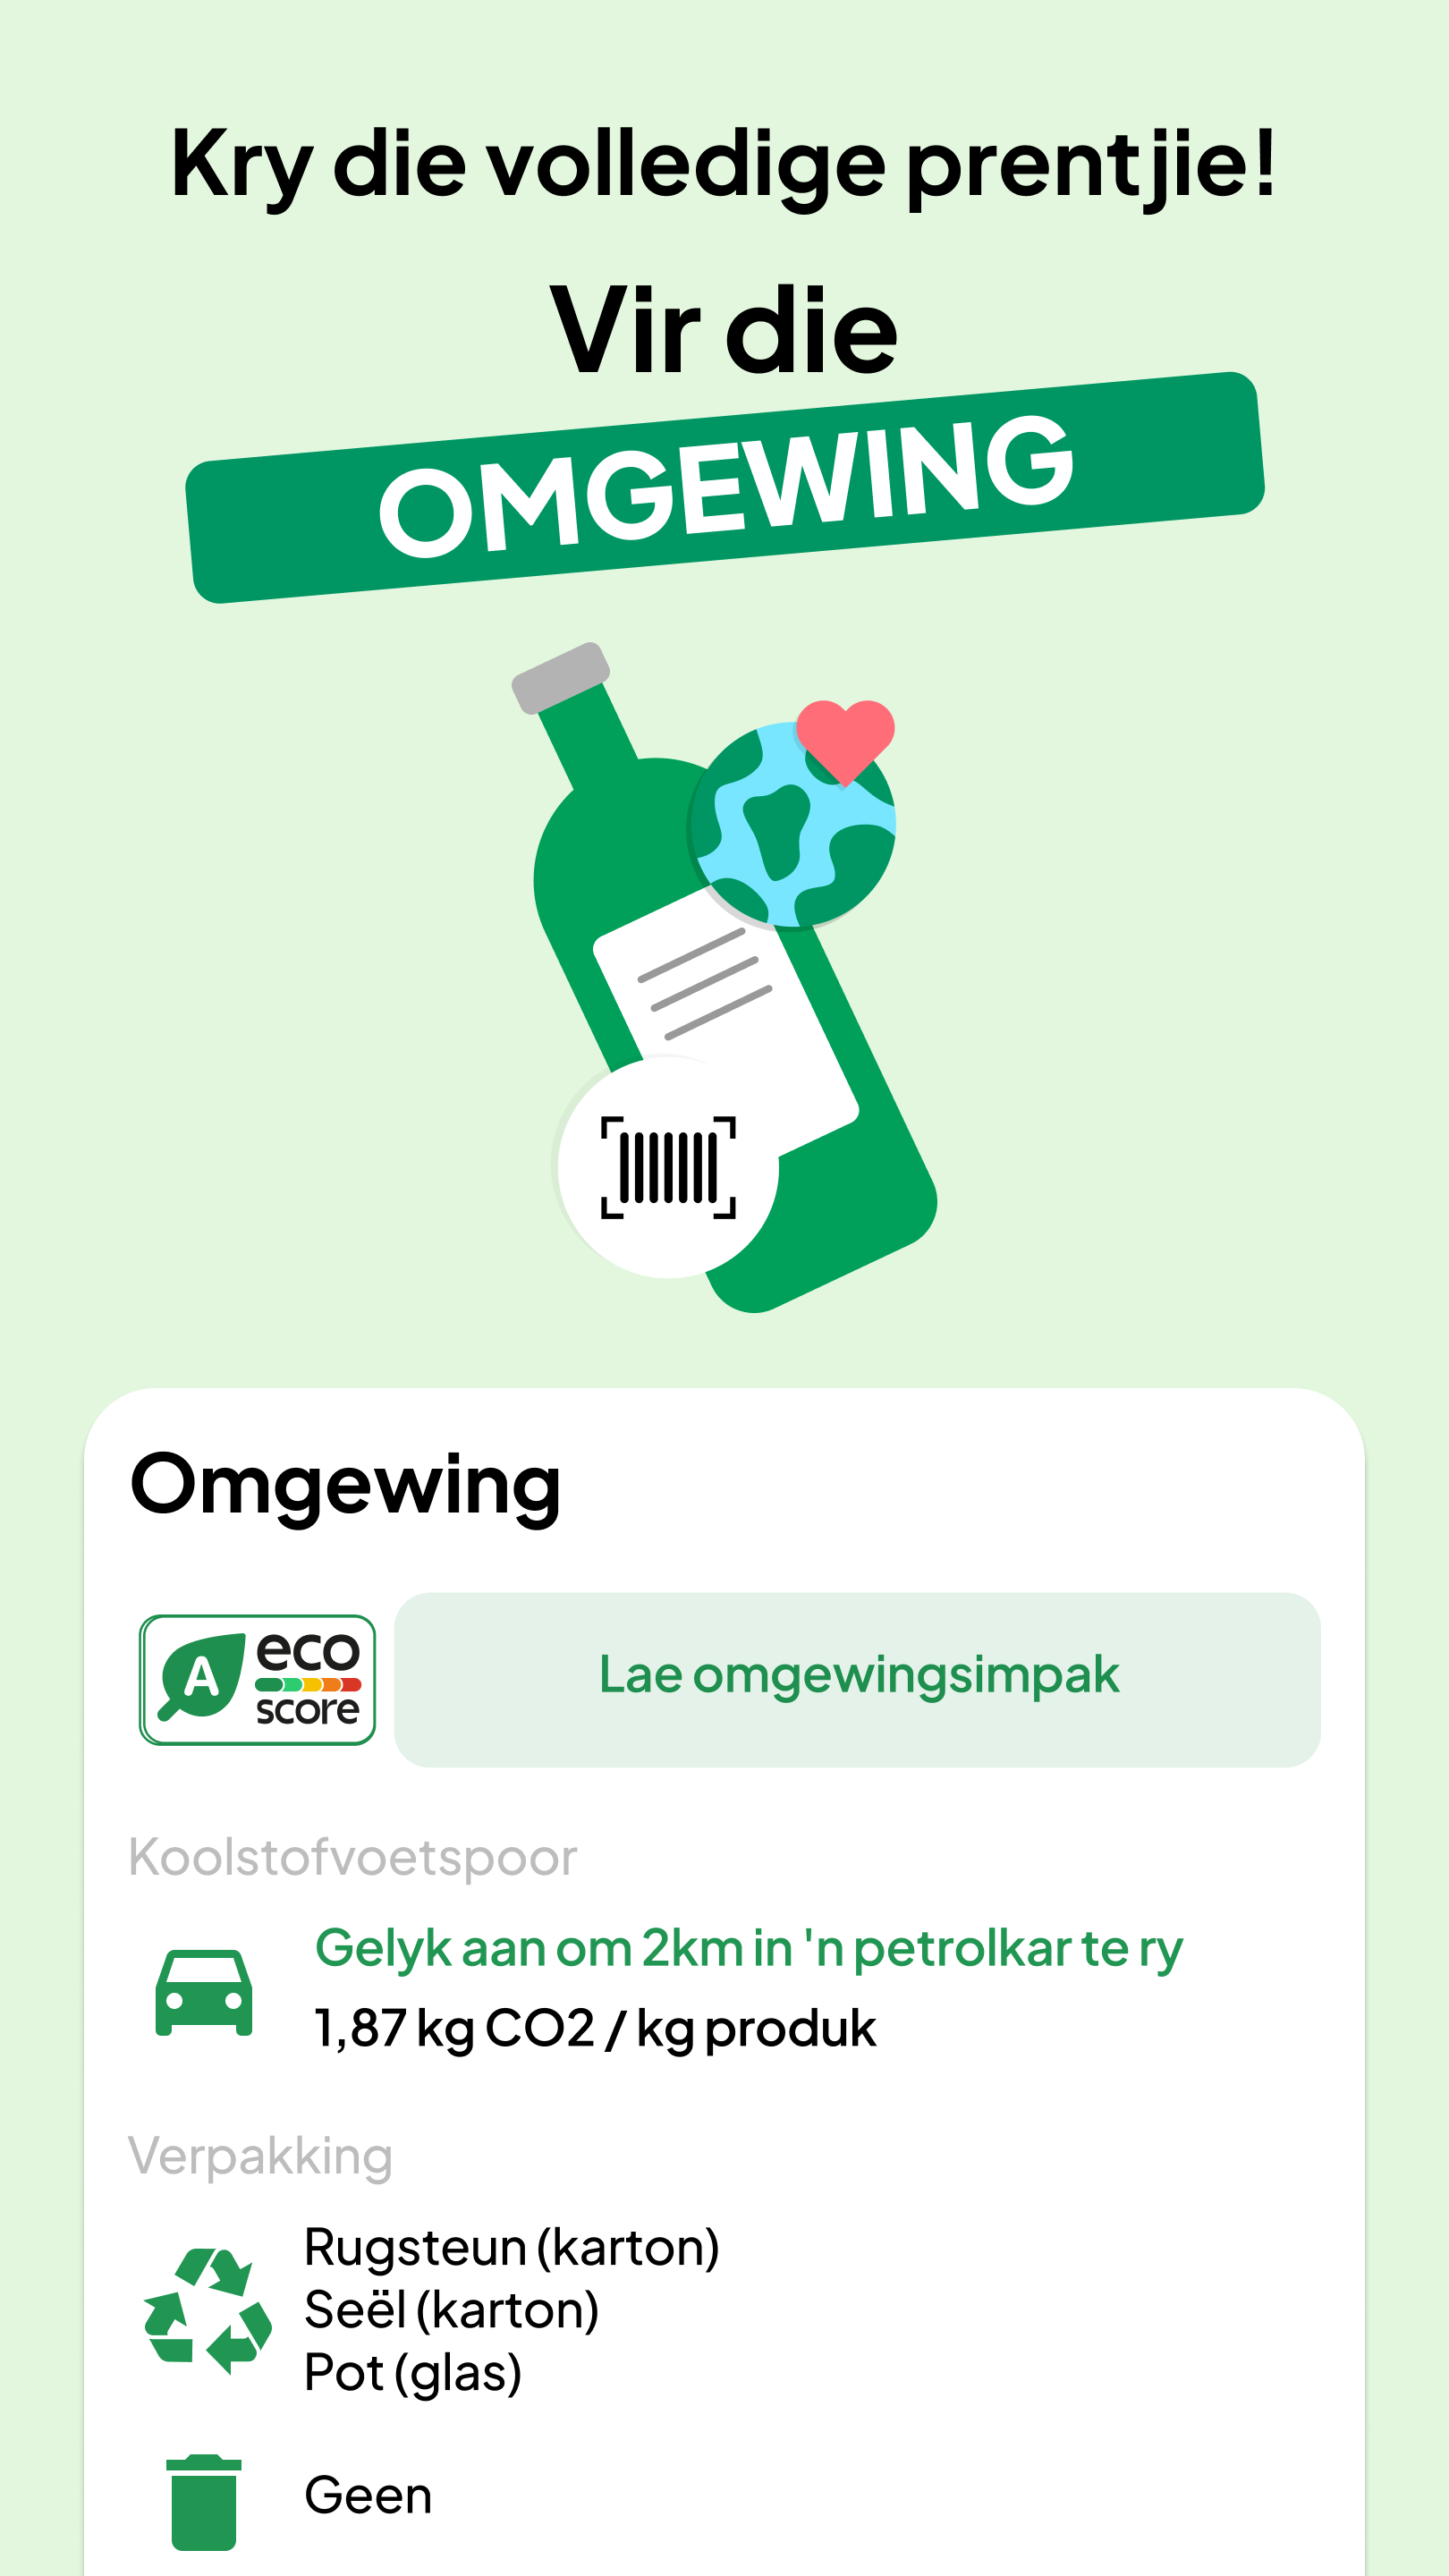 Kry die volledige prentjie!
Vir die
OMGEWING
Omgewing
A
eco
score
Lae omgewingsimpak
Koolstofvoetspoor
Gelyk aan om 2km in 'n petrolkar te ry
1,87 kg CO2 / kg produk
Verpakking
Rugsteun (karton)
Seël (karton)
Pot (glas)
Geen